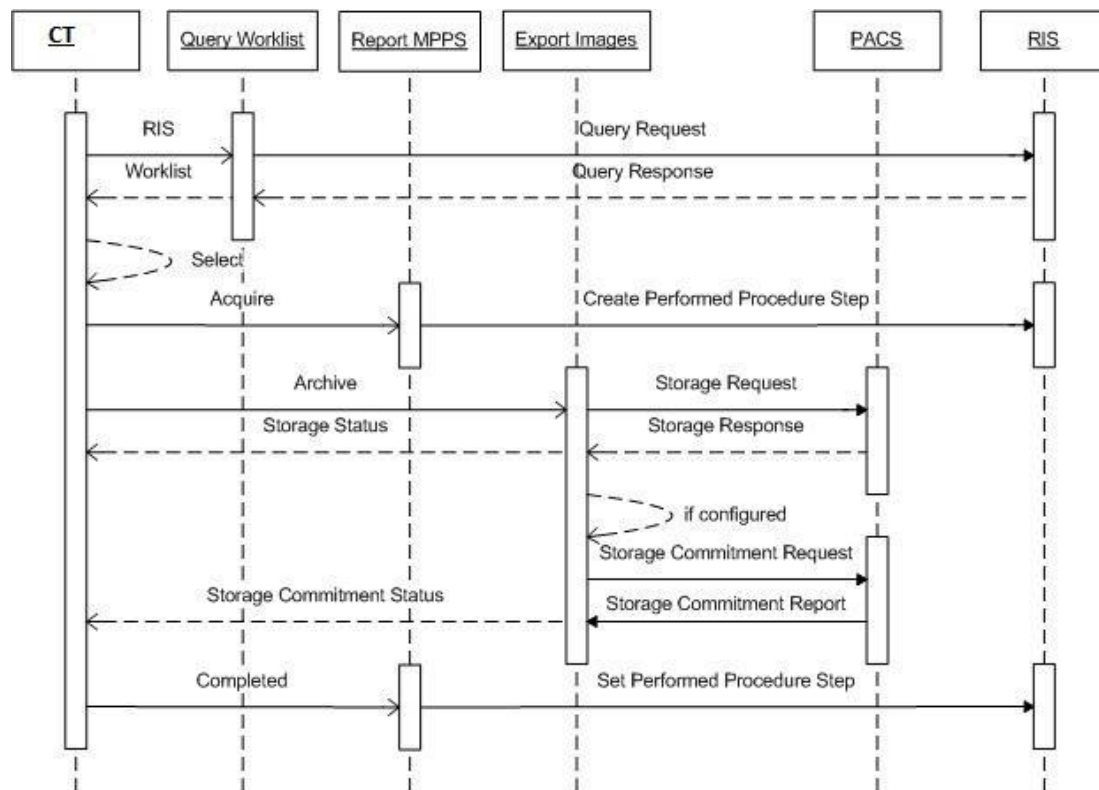 CT
Query Worklist
Report MPPS
Export Images
PACS
RIS
RIS
Query Request
Worklist
Query Response
Select
Acquire
Create Performed Procedure Step
Archive
Storage Request
Storage Status
Storage Response
if configured
Storage Commitment Request
Storage Commitment Status
Storage Commitment Report
Completed
Set Performed Procedure Step